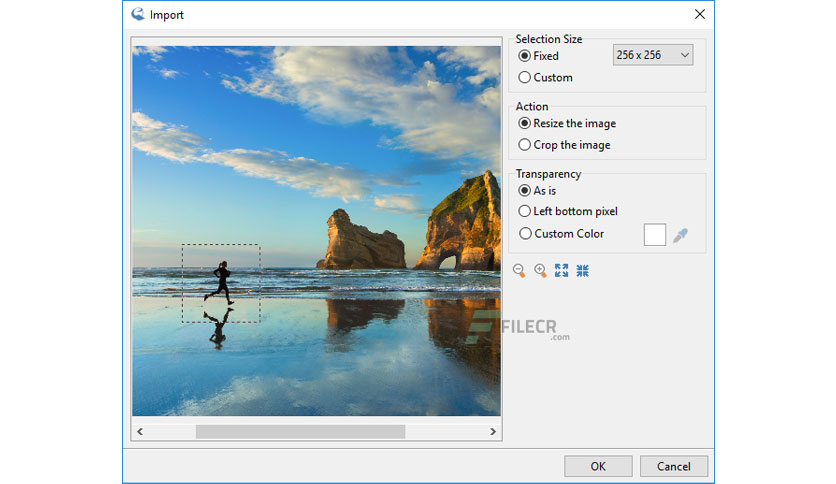 Import
Selection Size
Fixed
256 x 256
Custom
Action
Resize the image
Crop the image
Transparency
As is
Left bottom pixel
Custom Color
FILECR
.com
OK
Cancel